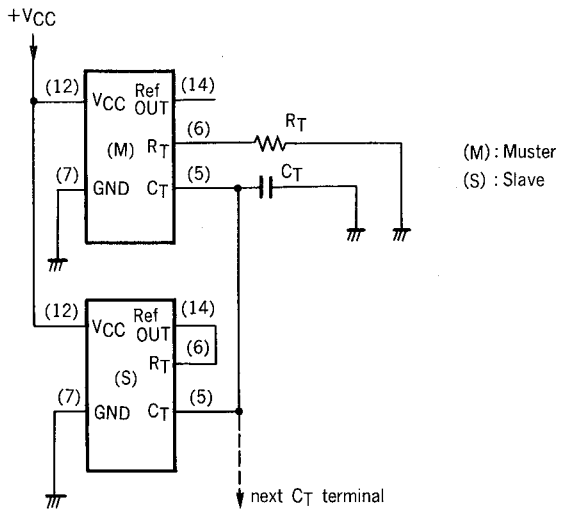 +VCC
(12)
VCC
Ref
OUT
(14)
(6)
RT
(M)
RT
(M) : Muster
(7)
GND
CT
(5)
CT
(S) : Slave
(12)
VCC
Ref
OUT
(14)
(6)
RT
(S)
(7)
GND
CT
(5)
next CT terminal